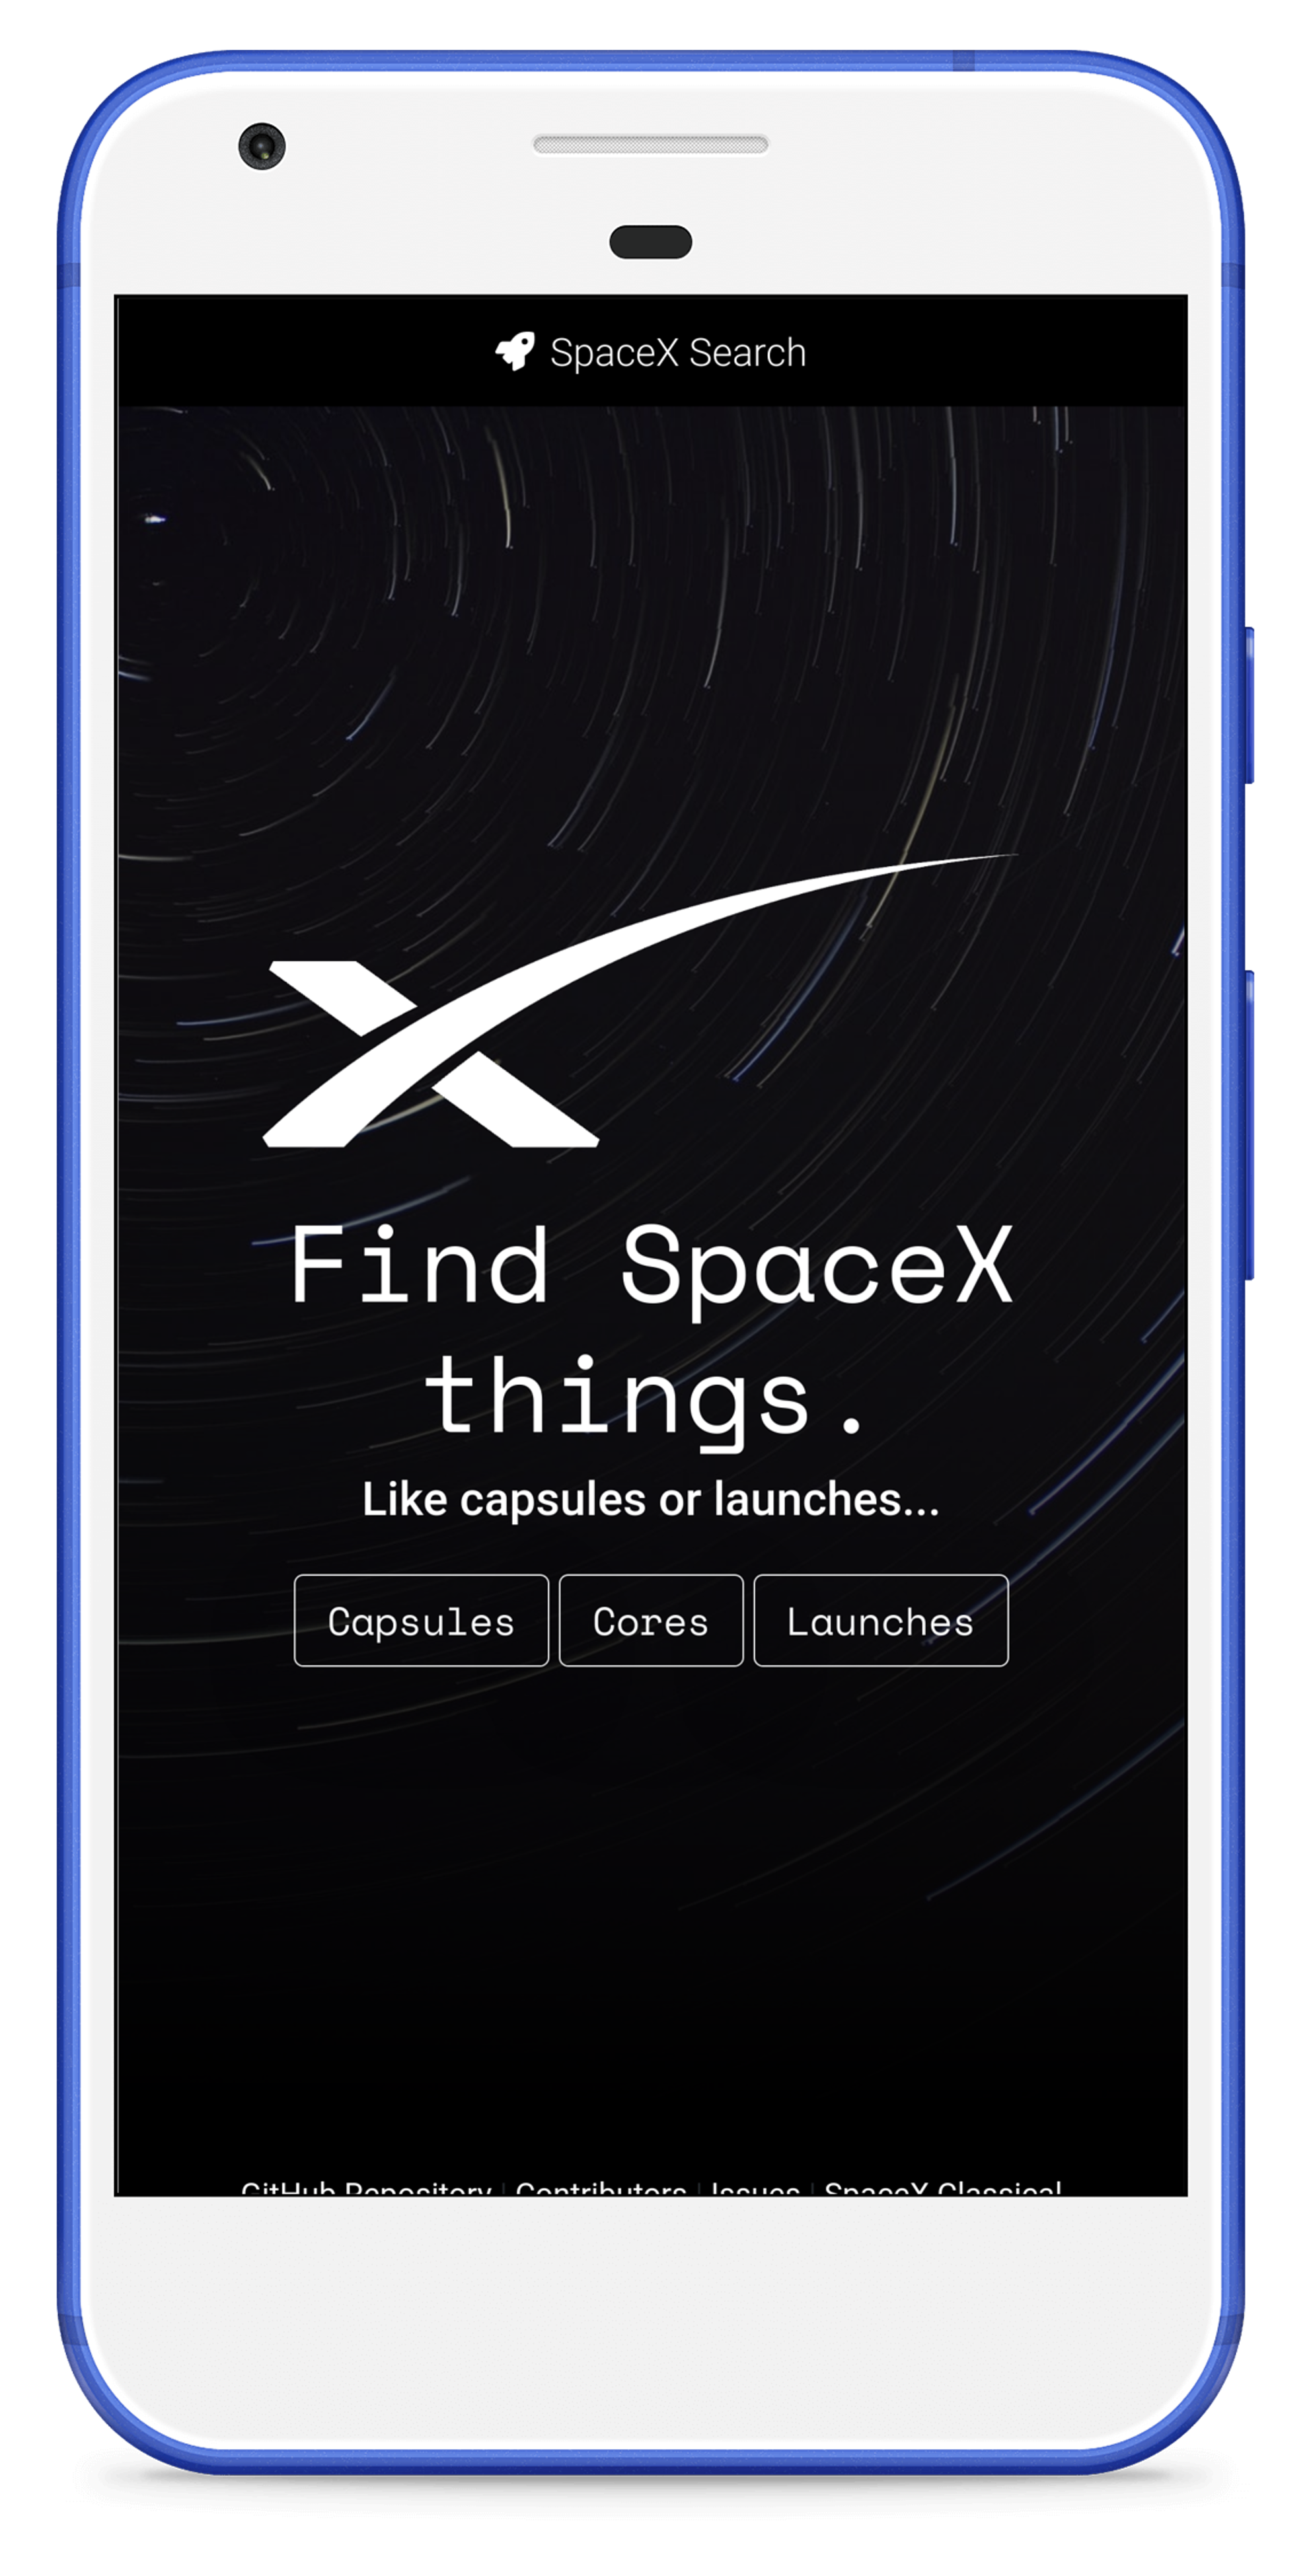 SpaceX Search
Find SpaceX
things.
Like capsules or launches...
Capsules Cores Launches
GitHub Repository | Contributors | Issues | SpaceX Classical